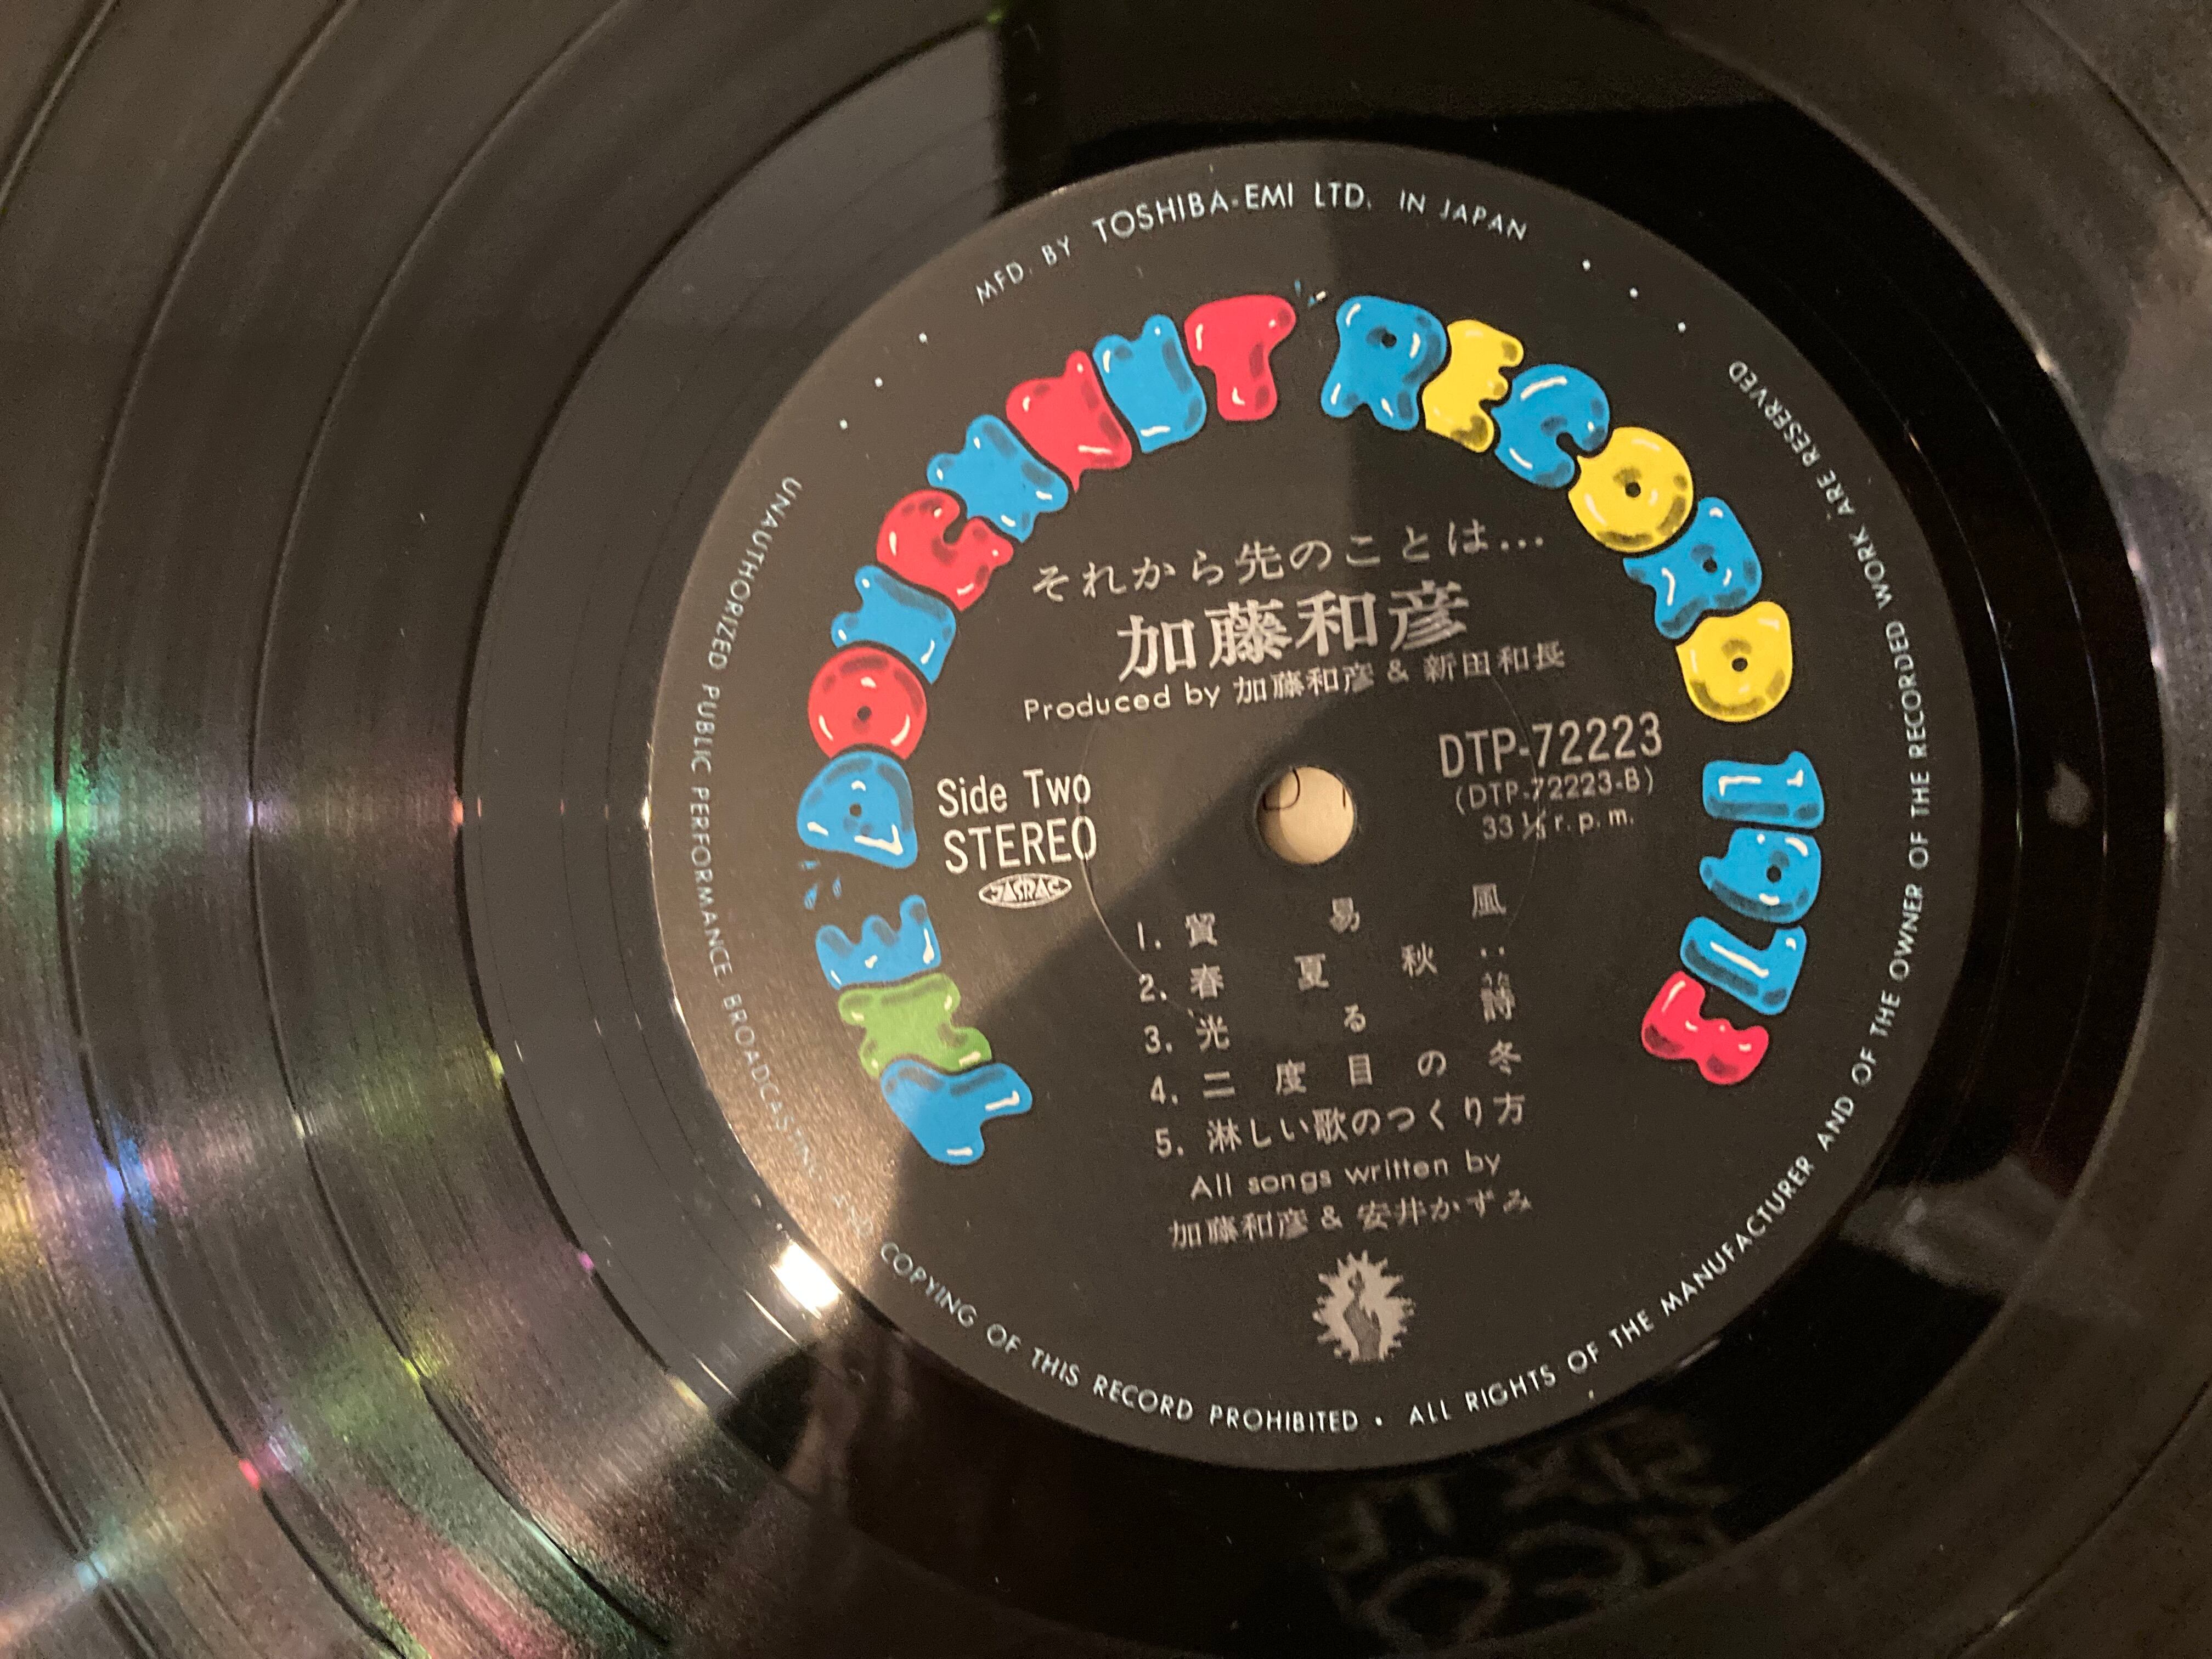 MFD. BY TOSHIBA-EMI LTD. IN JAPAN
THE DOUGHNUT RECORD
それから先のことは…
加藤和彦
Produced by 加藤和彦 & 新田和長
Side Two
STEREO
JASRAC
DTP-72223
(DTP-72223-B)
33 ⅓ r.p.m.
1. 貿易風
2. 春夏秋‥
3. 光る詩
4. 二度目の冬
5. 淋しい歌のつくり方
All songs written by
加藤和彦 & 安井かずみ
UNAUTHORIZED PUBLIC PERFORMANCE, BROADCASTING AND COPYING OF THIS RECORD PROHIBITED • ALL RIGHTS OF THE MANUFACTURER AND OF THE OWNER OF THE RECORDED WORK ARE RESERVED